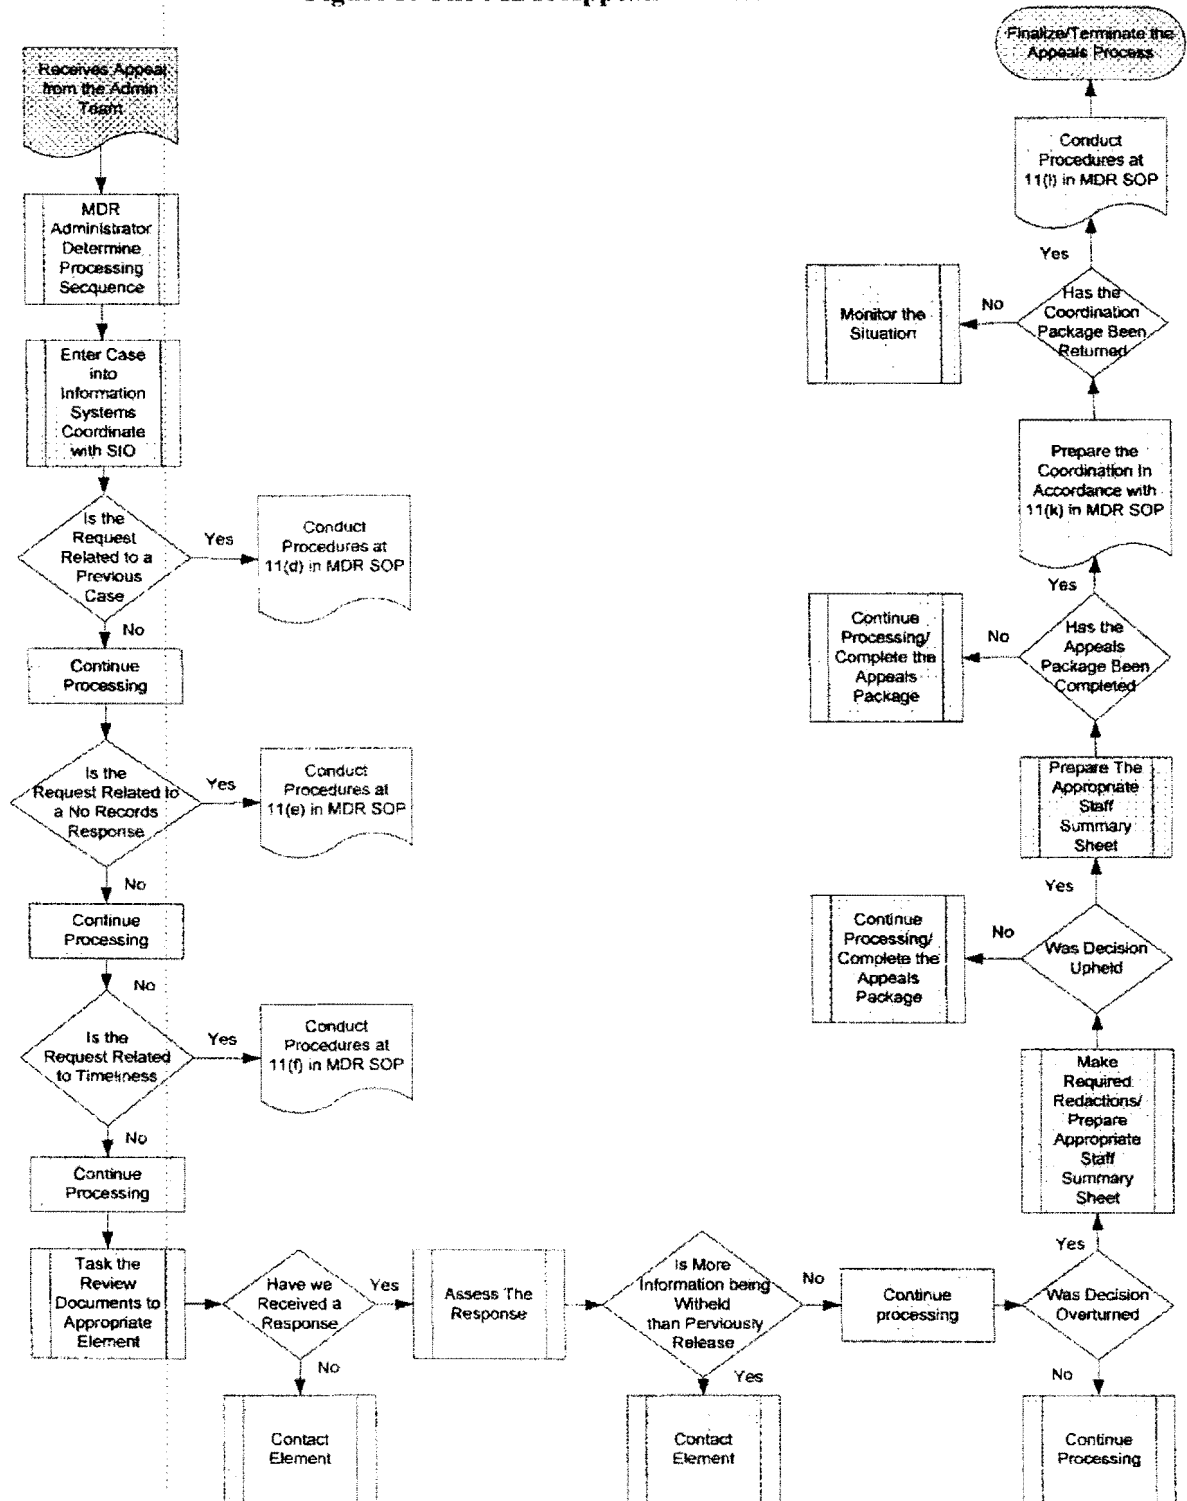 Finalize/Terminate the
Appeals Process
Receives Appeal
from the Admin
Team
Conduct
Procedures at
11(l) in MDR SOP
MDR
Administrator
Determine
Processing
Secquence
Yes
Has the
Coordination
Package Been
Returned
No
Monitor the
Situation
Enter Case
into
Information
Systems
Coordinate
with SIO
Prepare the
Coordination In
Accordance with
11(k) in MDR SOP
Is the
Request
Related to a
Previous
Case
Yes
Conduct
Procedures at
11(d) in MDR SOP
No
Continue
Processing
Yes
Has the
Appeals
Package Been
Completed
No
Continue
Processing/
Complete the
Appeals
Package
Is the
Request Related to
a No Records
Response
Yes
Conduct
Procedures at
11(e) in MDR SOP
Prepare The
Appropriate
Staff
Summary
Sheet
No
Continue
Processing
Yes
Was Decision
Upheld
No
Continue
Processing/
Complete the
Appeals
Package
No
Is the
Request Related
to Timeliness
Yes
Conduct
Procedures at
11(f) in MDR SOP
Make
Required
Redactions/
Prepare
Appropriate
Staff
Summary
Sheet
No
Continue
Processing
Task the
Review
Documents to
Appropriate
Element
Have we
Received a
Response
Yes
Assess The
Response
Is More
Information being
Witheld
than Perviously
Release
No
Continue
processing
Yes
Was Decision
Overturned
No
Contact
Element
Yes
Contact
Element
No
Continue
Processing